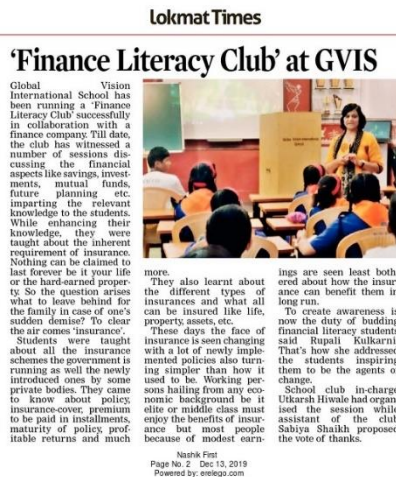 Lokmat Times
'Finance Literacy Club' at GVIS
Global Vision
International School has
been running a 'Finance
Literacy Club' successfully
in collaboration with a
finance company. Till date,
the club has witnessed a
number of sessions dis-
cussing the financial
aspects like savings, invest-
ments, mutual funds,
future planning etc.
imparting the relevant
knowledge to the students.
While enhancing their
knowledge, they were
taught about the inherent
requirement of insurance.
Nothing can be claimed to
last forever be it your life
or the hard-earned proper-
ty. So the question arises
what to leave behind for
the family in case of one's
sudden demise? To clear
the air comes 'insurance'.
Students were taught
about all the insurance
schemes the government is
running as well the newly
introduced ones by some
private bodies. They came
to know about policy,
insurance-cover, premium
to be paid in installments,
maturity of policy, prof-
itable returns and much
more.
They also learnt about
the different types of
insurances and what all
can be insured like life,
property, assets, etc.
These days the face of
insurance is seen changing
with a lot of newly imple-
mented policies also turn-
ing simpler than how it
used to be. Working per-
sons hailing from any eco-
nomic background be it
elite or middle class must
enjoy the benefits of insur-
ance but most people
because of modest earn-
ings are seen least both-
ered about how the insur-
ance can benefit them in
long run.
To create awareness is
now the duty of budding
financial literacy students
said Rupali Kulkarni.
That's how she addressed
the students inspiring
them to be the agents of
change.
School club in-charge
Utkarsh Hiwale had organ-
ised the session while
assistant of the club
Sabiya Shaikh proposed
the vote of thanks.
Nashik First
Page No. 2 Dec 13, 2019
Powered by: erelego.com